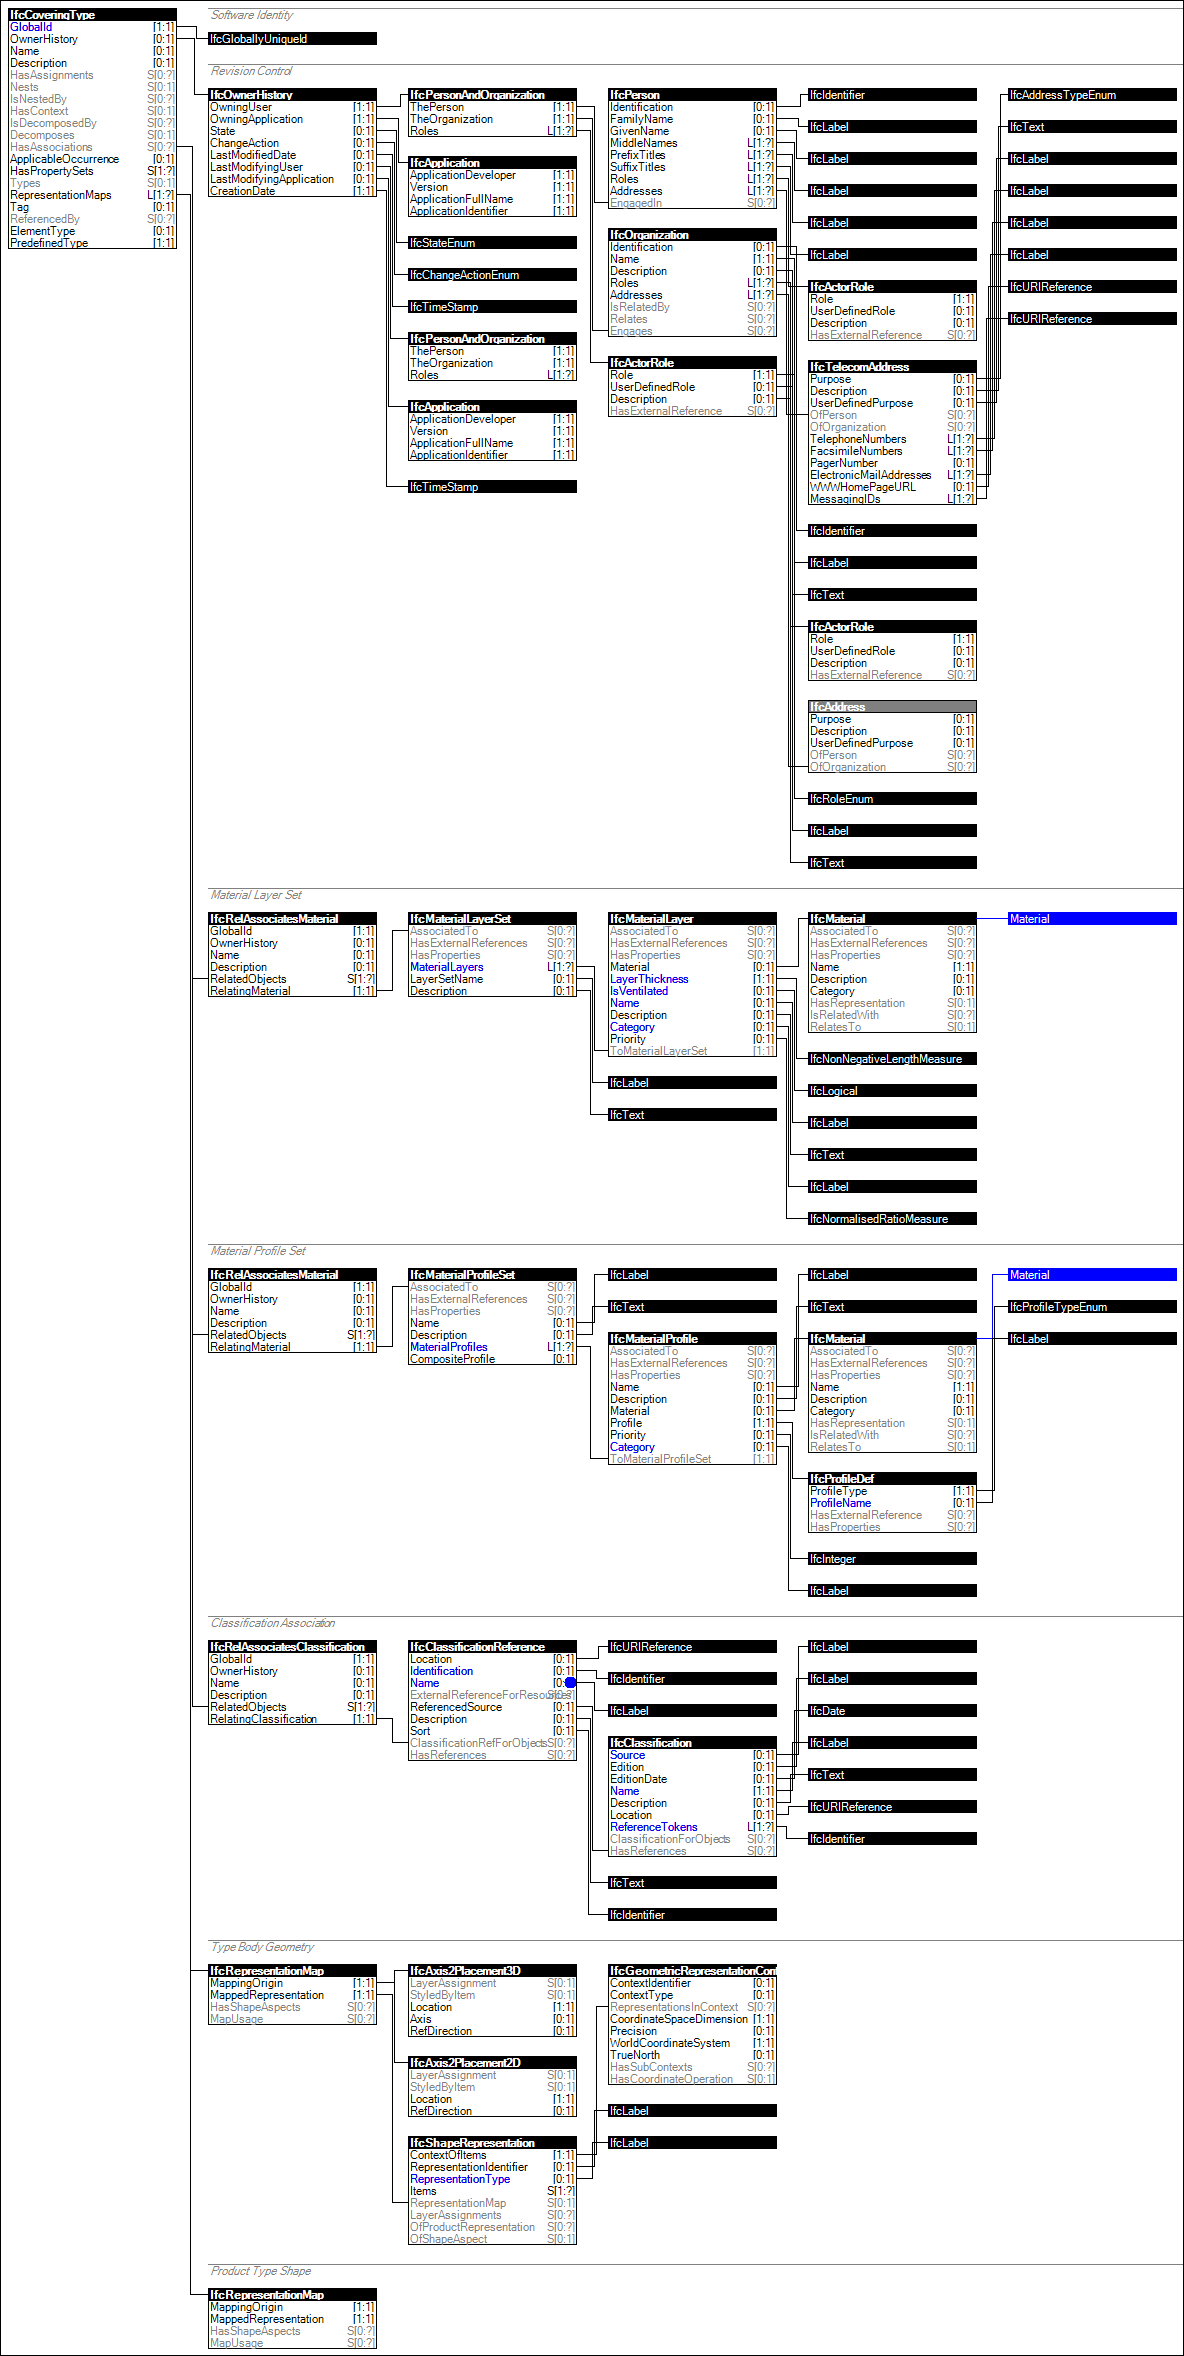 IfcCoveringType
GlobalId [1:1]
OwnerHistory [0:1]
Name [0:1]
Description [0:1]
HasAssignments S[0:?]
Nests S[0:1]
IsNestedBy S[0:?]
HasContext S[0:1]
IsDecomposedBy S[0:?]
Decomposes S[0:1]
HasAssociations S[0:?]
ApplicableOccurrence [0:1]
HasPropertySets S[1:?]
Types S[0:1]
RepresentationMaps L[1:?]
Tag [0:1]
ReferencedBy S[0:?]
ElementType [0:1]
PredefinedType [1:1]
Software Identity
IfcGloballyUniqueId
Revision Control
IfcOwnerHistory
OwningUser [1:1]
OwningApplication [1:1]
State [0:1]
ChangeAction [0:1]
LastModifiedDate [0:1]
LastModifyingUser [0:1]
LastModifyingApplication [0:1]
CreationDate [1:1]
IfcPersonAndOrganization
ThePerson [1:1]
TheOrganization [1:1]
Roles L[1:?]
IfcApplication
ApplicationDeveloper [1:1]
Version [1:1]
ApplicationFullName [1:1]
ApplicationIdentifier [1:1]
IfcStateEnum
IfcChangeActionEnum
IfcTimeStamp
IfcPersonAndOrganization
ThePerson [1:1]
TheOrganization [1:1]
Roles L[1:?]
IfcApplication
ApplicationDeveloper [1:1]
Version [1:1]
ApplicationFullName [1:1]
ApplicationIdentifier [1:1]
IfcTimeStamp
IfcPerson
Identification [0:1]
FamilyName [0:1]
GivenName [0:1]
MiddleNames L[1:?]
PrefixTitles L[1:?]
SuffixTitles L[1:?]
Roles L[1:?]
Addresses L[1:?]
EngagedIn S[0:?]
IfcOrganization
Identification [0:1]
Name [1:1]
Description [0:1]
Roles L[1:?]
Addresses L[1:?]
IsRelatedBy S[0:?]
Relates S[0:?]
Engages S[0:?]
IfcActorRole
Role [1:1]
UserDefinedRole [0:1]
Description [0:1]
HasExternalReference S[0:?]
IfcIdentifier
IfcLabel
IfcLabel
IfcLabel
IfcLabel
IfcLabel
IfcActorRole
Role [1:1]
UserDefinedRole [0:1]
Description [0:1]
HasExternalReference S[0:?]
IfcTelecomAddress
Purpose [0:1]
Description [0:1]
UserDefinedPurpose [0:1]
OfPerson S[0:?]
OfOrganization S[0:?]
TelephoneNumbers L[1:?]
FacsimileNumbers L[1:?]
PagerNumber [0:1]
ElectronicMailAddresses L[1:?]
WWWHomePageURL [0:1]
MessagingIDs L[1:?]
IfcIdentifier
IfcLabel
IfcText
IfcActorRole
Role [1:1]
UserDefinedRole [0:1]
Description [0:1]
HasExternalReference S[0:?]
IfcAddress
Purpose [0:1]
Description [0:1]
UserDefinedPurpose [0:1]
OfPerson S[0:?]
OfOrganization S[0:?]
IfcRoleEnum
IfcLabel
IfcText
IfcAddressTypeEnum
IfcText
IfcLabel
IfcLabel
IfcLabel
IfcLabel
IfcURIReference
IfcURIReference
Material Layer Set
IfcRelAssociatesMaterial
GlobalId [1:1]
OwnerHistory [0:1]
Name [0:1]
Description [0:1]
RelatedObjects S[1:?]
RelatingMaterial [1:1]
IfcMaterialLayerSet
AssociatedTo S[0:?]
HasExternalReferences S[0:?]
HasProperties S[0:?]
MaterialLayers L[1:?]
LayerSetName [0:1]
Description [0:1]
IfcMaterialLayer
AssociatedTo S[0:?]
HasExternalReferences S[0:?]
HasProperties S[0:?]
Material [0:1]
LayerThickness [1:1]
IsVentilated [0:1]
Name [0:1]
Description [0:1]
Category [0:1]
Priority [0:1]
ToMaterialLayerSet [1:1]
IfcLabel
IfcText
IfcMaterial
AssociatedTo S[0:?]
HasExternalReferences S[0:?]
HasProperties S[0:?]
Name [1:1]
Description [0:1]
Category [0:1]
HasRepresentation S[0:1]
IsRelatedWith S[0:?]
RelatesTo S[0:1]
IfcNonNegativeLengthMeasure
IfcLogical
IfcLabel
IfcText
IfcLabel
IfcNormalisedRatioMeasure
Material
Material Profile Set
IfcRelAssociatesMaterial
GlobalId [1:1]
OwnerHistory [0:1]
Name [0:1]
Description [0:1]
RelatedObjects S[1:?]
RelatingMaterial [1:1]
IfcMaterialProfileSet
AssociatedTo S[0:?]
HasExternalReferences S[0:?]
HasProperties S[0:?]
Name [0:1]
Description [0:1]
MaterialProfiles L[1:?]
CompositeProfile [0:1]
IfcLabel
IfcText
IfcMaterialProfile
AssociatedTo S[0:?]
HasExternalReferences S[0:?]
HasProperties S[0:?]
Name [0:1]
Description [0:1]
Material [0:1]
Profile [1:1]
Priority [0:1]
Category [0:1]
ToMaterialProfileSet [1:1]
IfcLabel
IfcText
IfcMaterial
AssociatedTo S[0:?]
HasExternalReferences S[0:?]
HasProperties S[0:?]
Name [1:1]
Description [0:1]
Category [0:1]
HasRepresentation S[0:1]
IsRelatedWith S[0:?]
RelatesTo S[0:1]
IfcProfileDef
ProfileType [1:1]
ProfileName [0:1]
HasExternalReference S[0:?]
HasProperties S[0:?]
IfcInteger
IfcLabel
Material
IfcProfileTypeEnum
IfcLabel
Classification Association
IfcRelAssociatesClassification
GlobalId [1:1]
OwnerHistory [0:1]
Name [0:1]
Description [0:1]
RelatedObjects S[1:?]
RelatingClassification [1:1]
IfcClassificationReference
Location [0:1]
Identification [0:1]
Name [0:
ExternalReferenceForResources S[0:?]
ReferencedSource [0:1]
Description [0:1]
Sort [0:1]
ClassificationRefForObjects S[0:?]
HasReferences S[0:?]
IfcURIReference
IfcIdentifier
IfcLabel
IfcClassification
Source [0:1]
Edition [0:1]
EditionDate [0:1]
Name [1:1]
Description [0:1]
Location [0:1]
ReferenceTokens L[1:?]
ClassificationForObjects S[0:?]
HasReferences S[0:?]
IfcText
IfcIdentifier
IfcLabel
IfcLabel
IfcDate
IfcLabel
IfcText
IfcURIReference
IfcIdentifier
Type Body Geometry
IfcRepresentationMap
MappingOrigin [1:1]
MappedRepresentation [1:1]
HasShapeAspects S[0:?]
MapUsage S[0:?]
IfcAxis2Placement3D
LayerAssignment S[0:1]
StyledByItem S[0:1]
Location [1:1]
Axis [0:1]
RefDirection [0:1]
IfcAxis2Placement2D
LayerAssignment S[0:1]
StyledByItem S[0:1]
Location [1:1]
RefDirection [0:1]
IfcShapeRepresentation
ContextOfItems [1:1]
RepresentationIdentifier [0:1]
RepresentationType [0:1]
Items S[1:?]
RepresentationMap S[0:1]
LayerAssignments S[0:?]
OfProductRepresentation S[0:?]
OfShapeAspect S[0:1]
IfcGeometricRepresentationCont
ContextIdentifier [0:1]
ContextType [0:1]
RepresentationsInContext S[0:?]
CoordinateSpaceDimension [1:1]
Precision [0:1]
WorldCoordinateSystem [1:1]
TrueNorth [0:1]
HasSubContexts S[0:?]
HasCoordinateOperation S[0:1]
IfcLabel
IfcLabel
Product Type Shape
IfcRepresentationMap
MappingOrigin [1:1]
MappedRepresentation [1:1]
HasShapeAspects S[0:?]
MapUsage S[0:?]